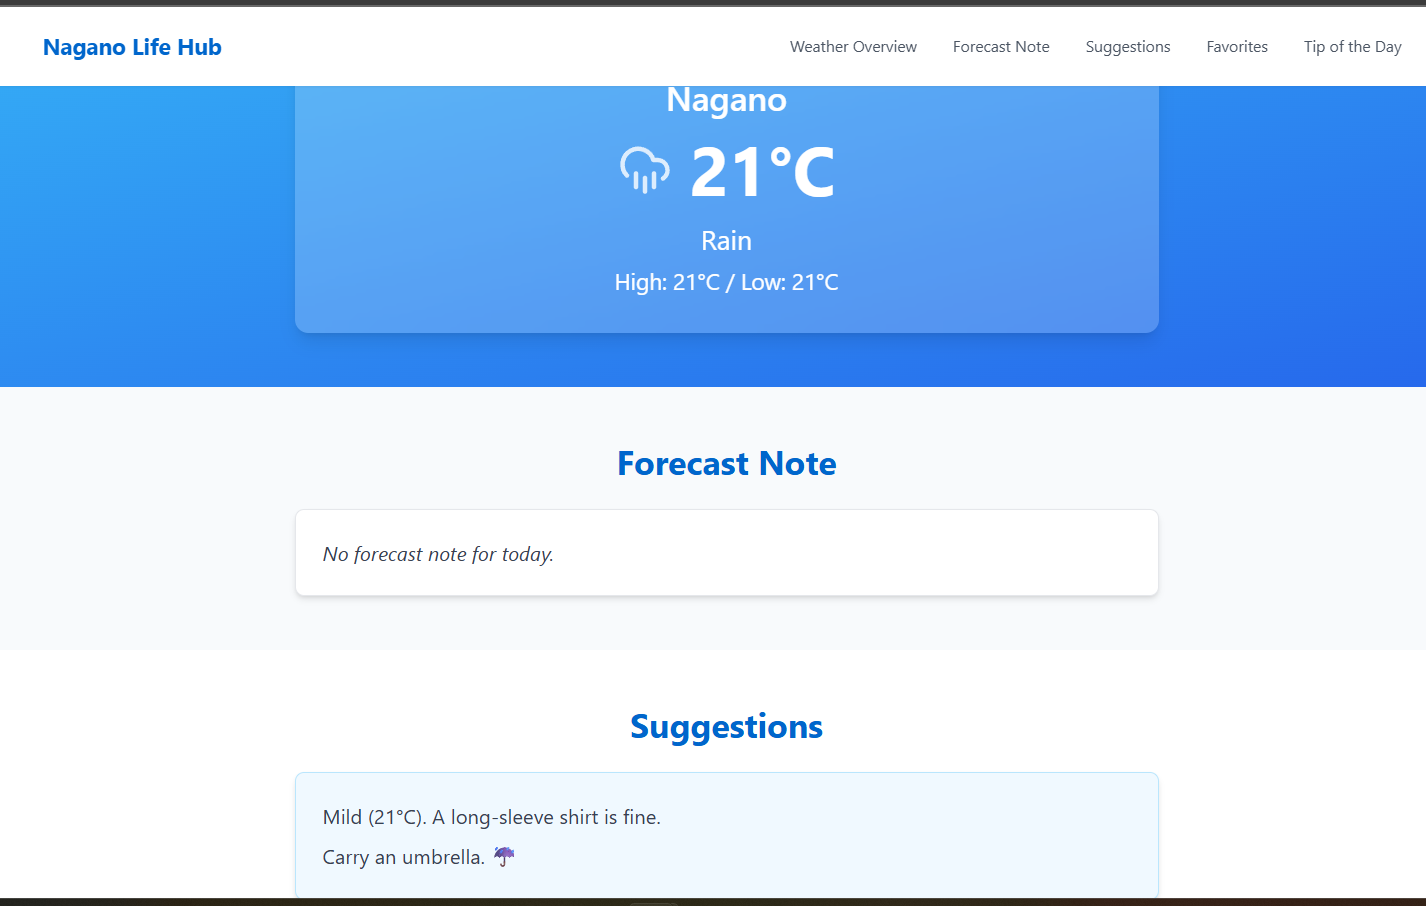 Nagano Life Hub
Weather Overview Forecast Note Suggestions Favorites Tip of the Day
Nagano
21°C
Rain
High: 21°C / Low: 21°C
Forecast Note
No forecast note for today.
Suggestions
Mild (21°C). A long-sleeve shirt is fine.
Carry an umbrella. ☔